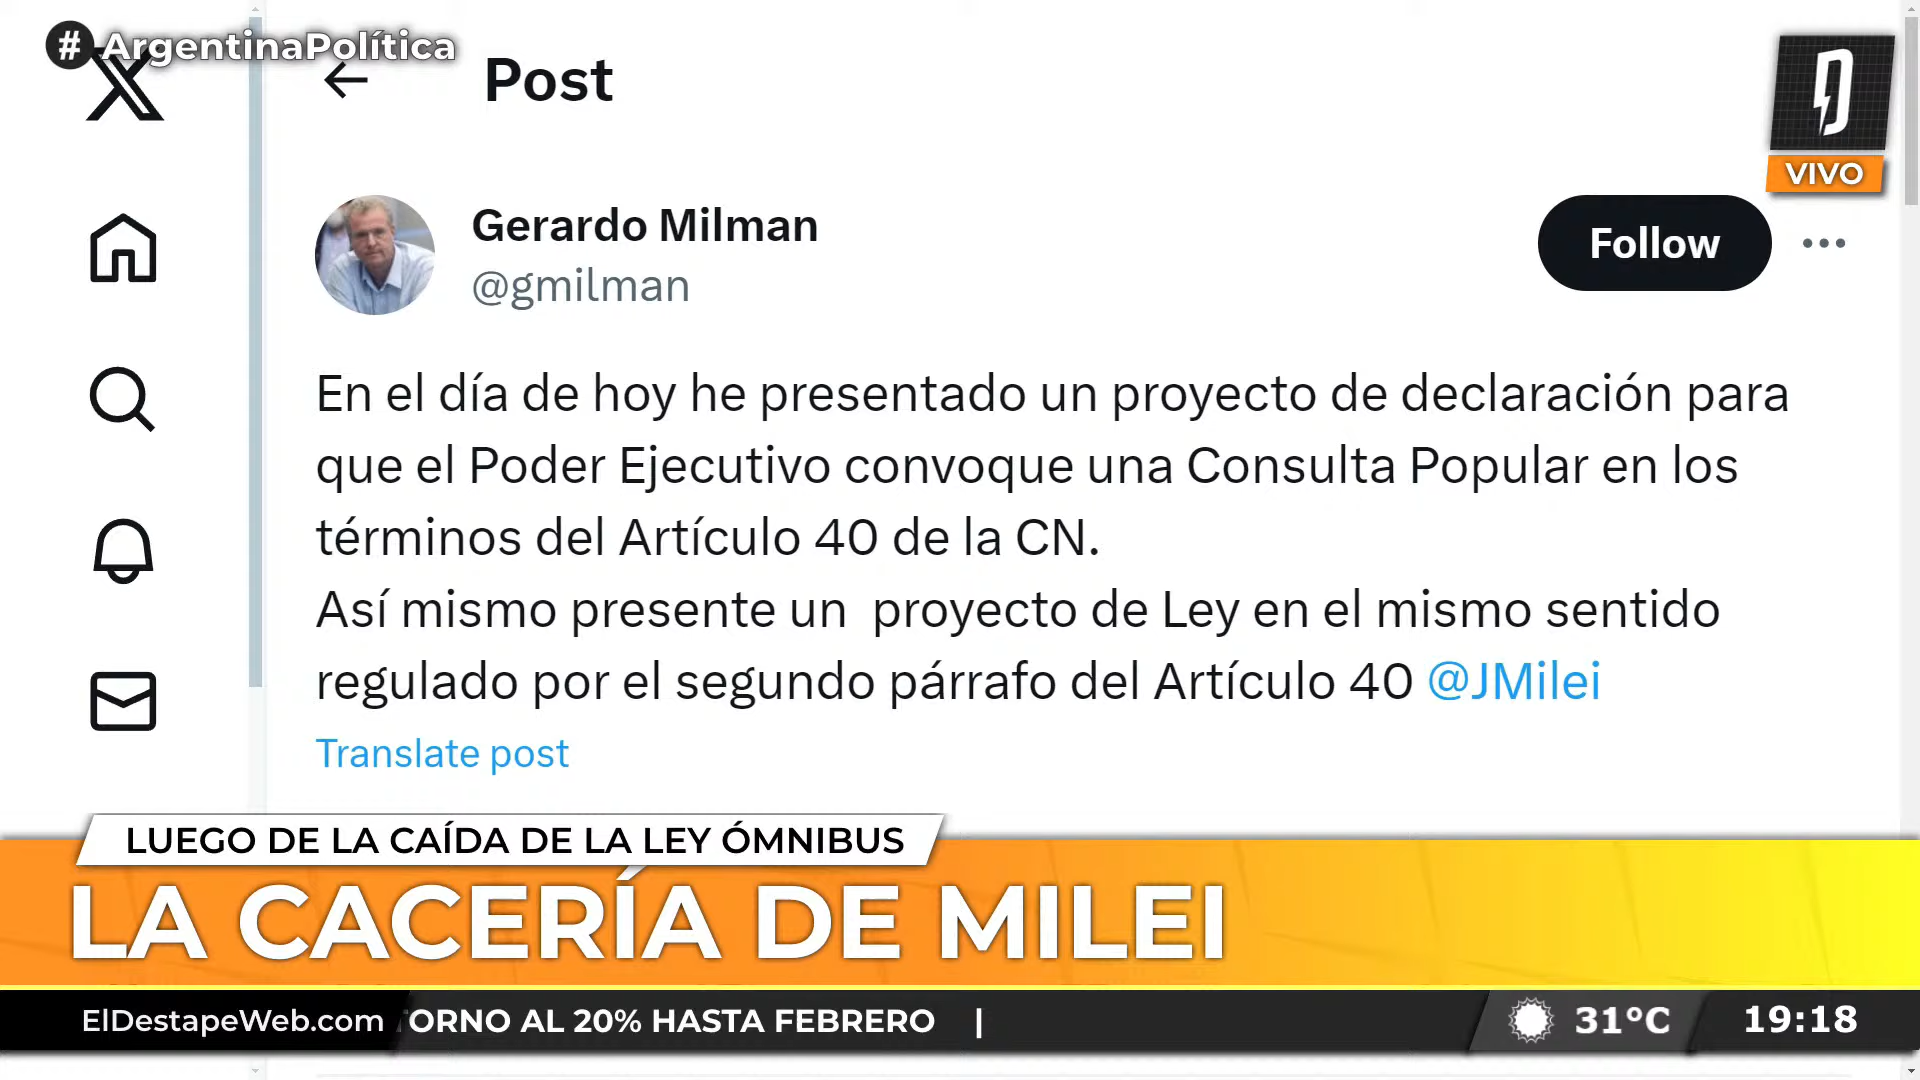 # ArgentinaPolítica
Post
VIVO
Gerardo Milman
@gmilman
Follow
En el día de hoy he presentado un proyecto de declaración para
que el Poder Ejecutivo convoque una Consulta Popular en los
términos del Artículo 40 de la CN.
Así mismo presente un proyecto de Ley en el mismo sentido
regulado por el segundo párrafo del Artículo 40 @JMilei
Translate post
LUEGO DE LA CAÍDA DE LA LEY ÓMNIBUS
LA CACERÍA DE MILEI
ElDestapeWeb.com
ORNO AL 20% HASTA FEBRERO |
31°C
19:18